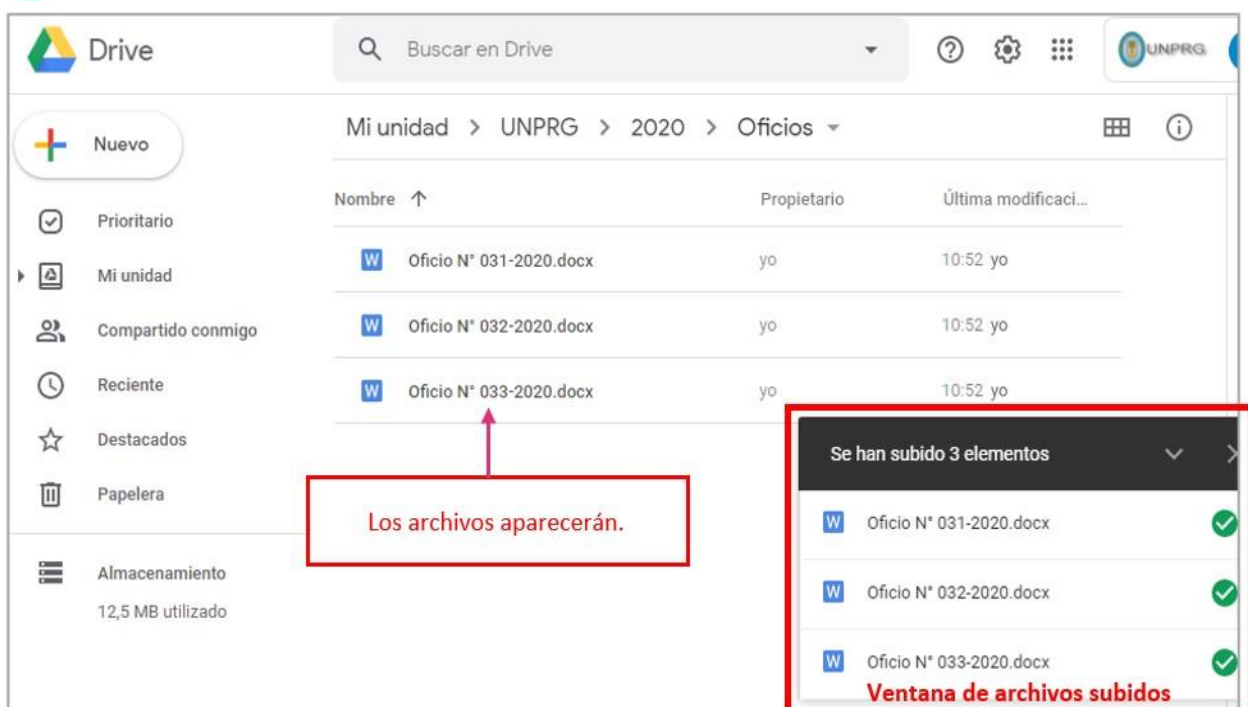 Drive
Buscar en Drive
UNPRG
Mi unidad > UNPRG > 2020 > Oficios
Nuevo
Nombre Propietario Última modificaci...
Prioritario
Mi unidad
Compartido conmigo
Reciente
Destacados
Papelera
Almacenamiento
12,5 MB utilizado
W Oficio N° 031-2020.docx yo 10:52 yo
W Oficio N° 032-2020.docx yo 10:52 yo
W Oficio N° 033-2020.docx yo 10:52 yo
Los archivos aparecerán.
Se han subido 3 elementos
W Oficio N° 031-2020.docx
W Oficio N° 032-2020.docx
W Oficio N° 033-2020.docx
Ventana de archivos subidos